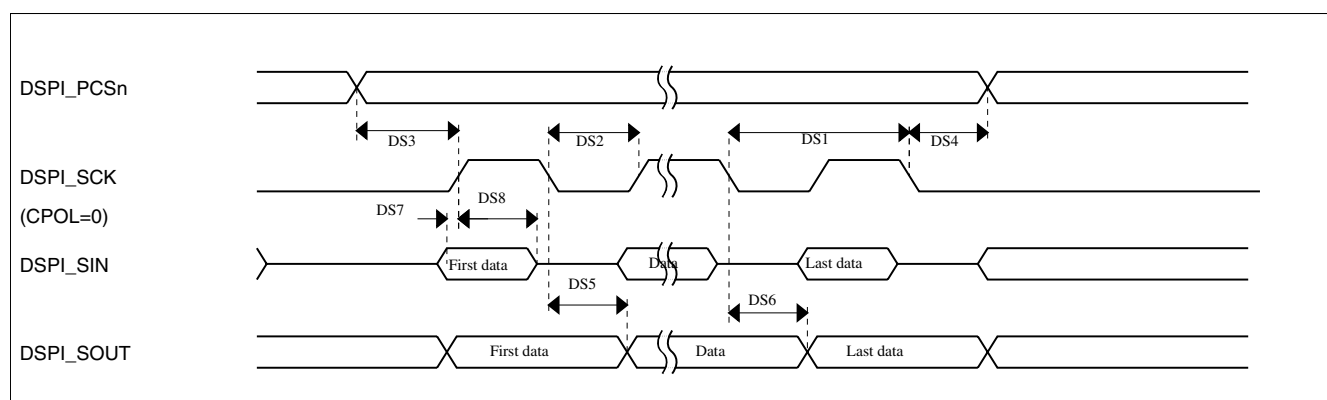 DSPI_PCSn
DS3
DS2
DS1
DS4
DSPI_SCK
(CPOL=0)
DS7
DS8
DSPI_SIN
First data
Data
Last data
DS5
DS6
DSPI_SOUT
First data
Data
Last data